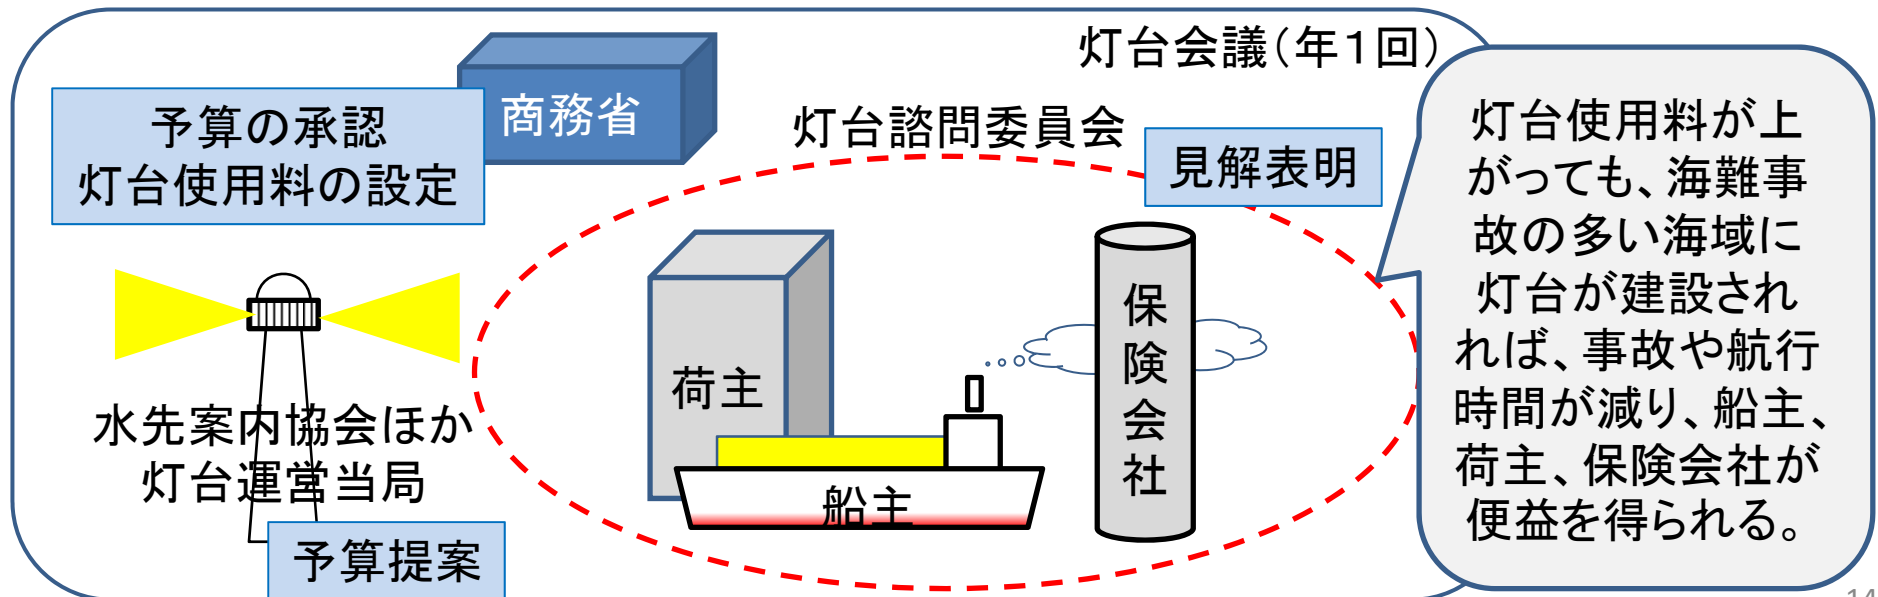 灯台会議（年１回）
商務省
予算の承認
灯台使用料の設定
灯台諮問委員会
見解表明
荷主
船主
保
険
会
社
水先案内協会ほか
灯台運営当局
予算提案
灯台使用料が上
がっても、海難事
故の多い海域に
灯台が建設され
れば、事故や航行
時間が減り、船主、
荷主、保険会社が
便益を得られる。
14